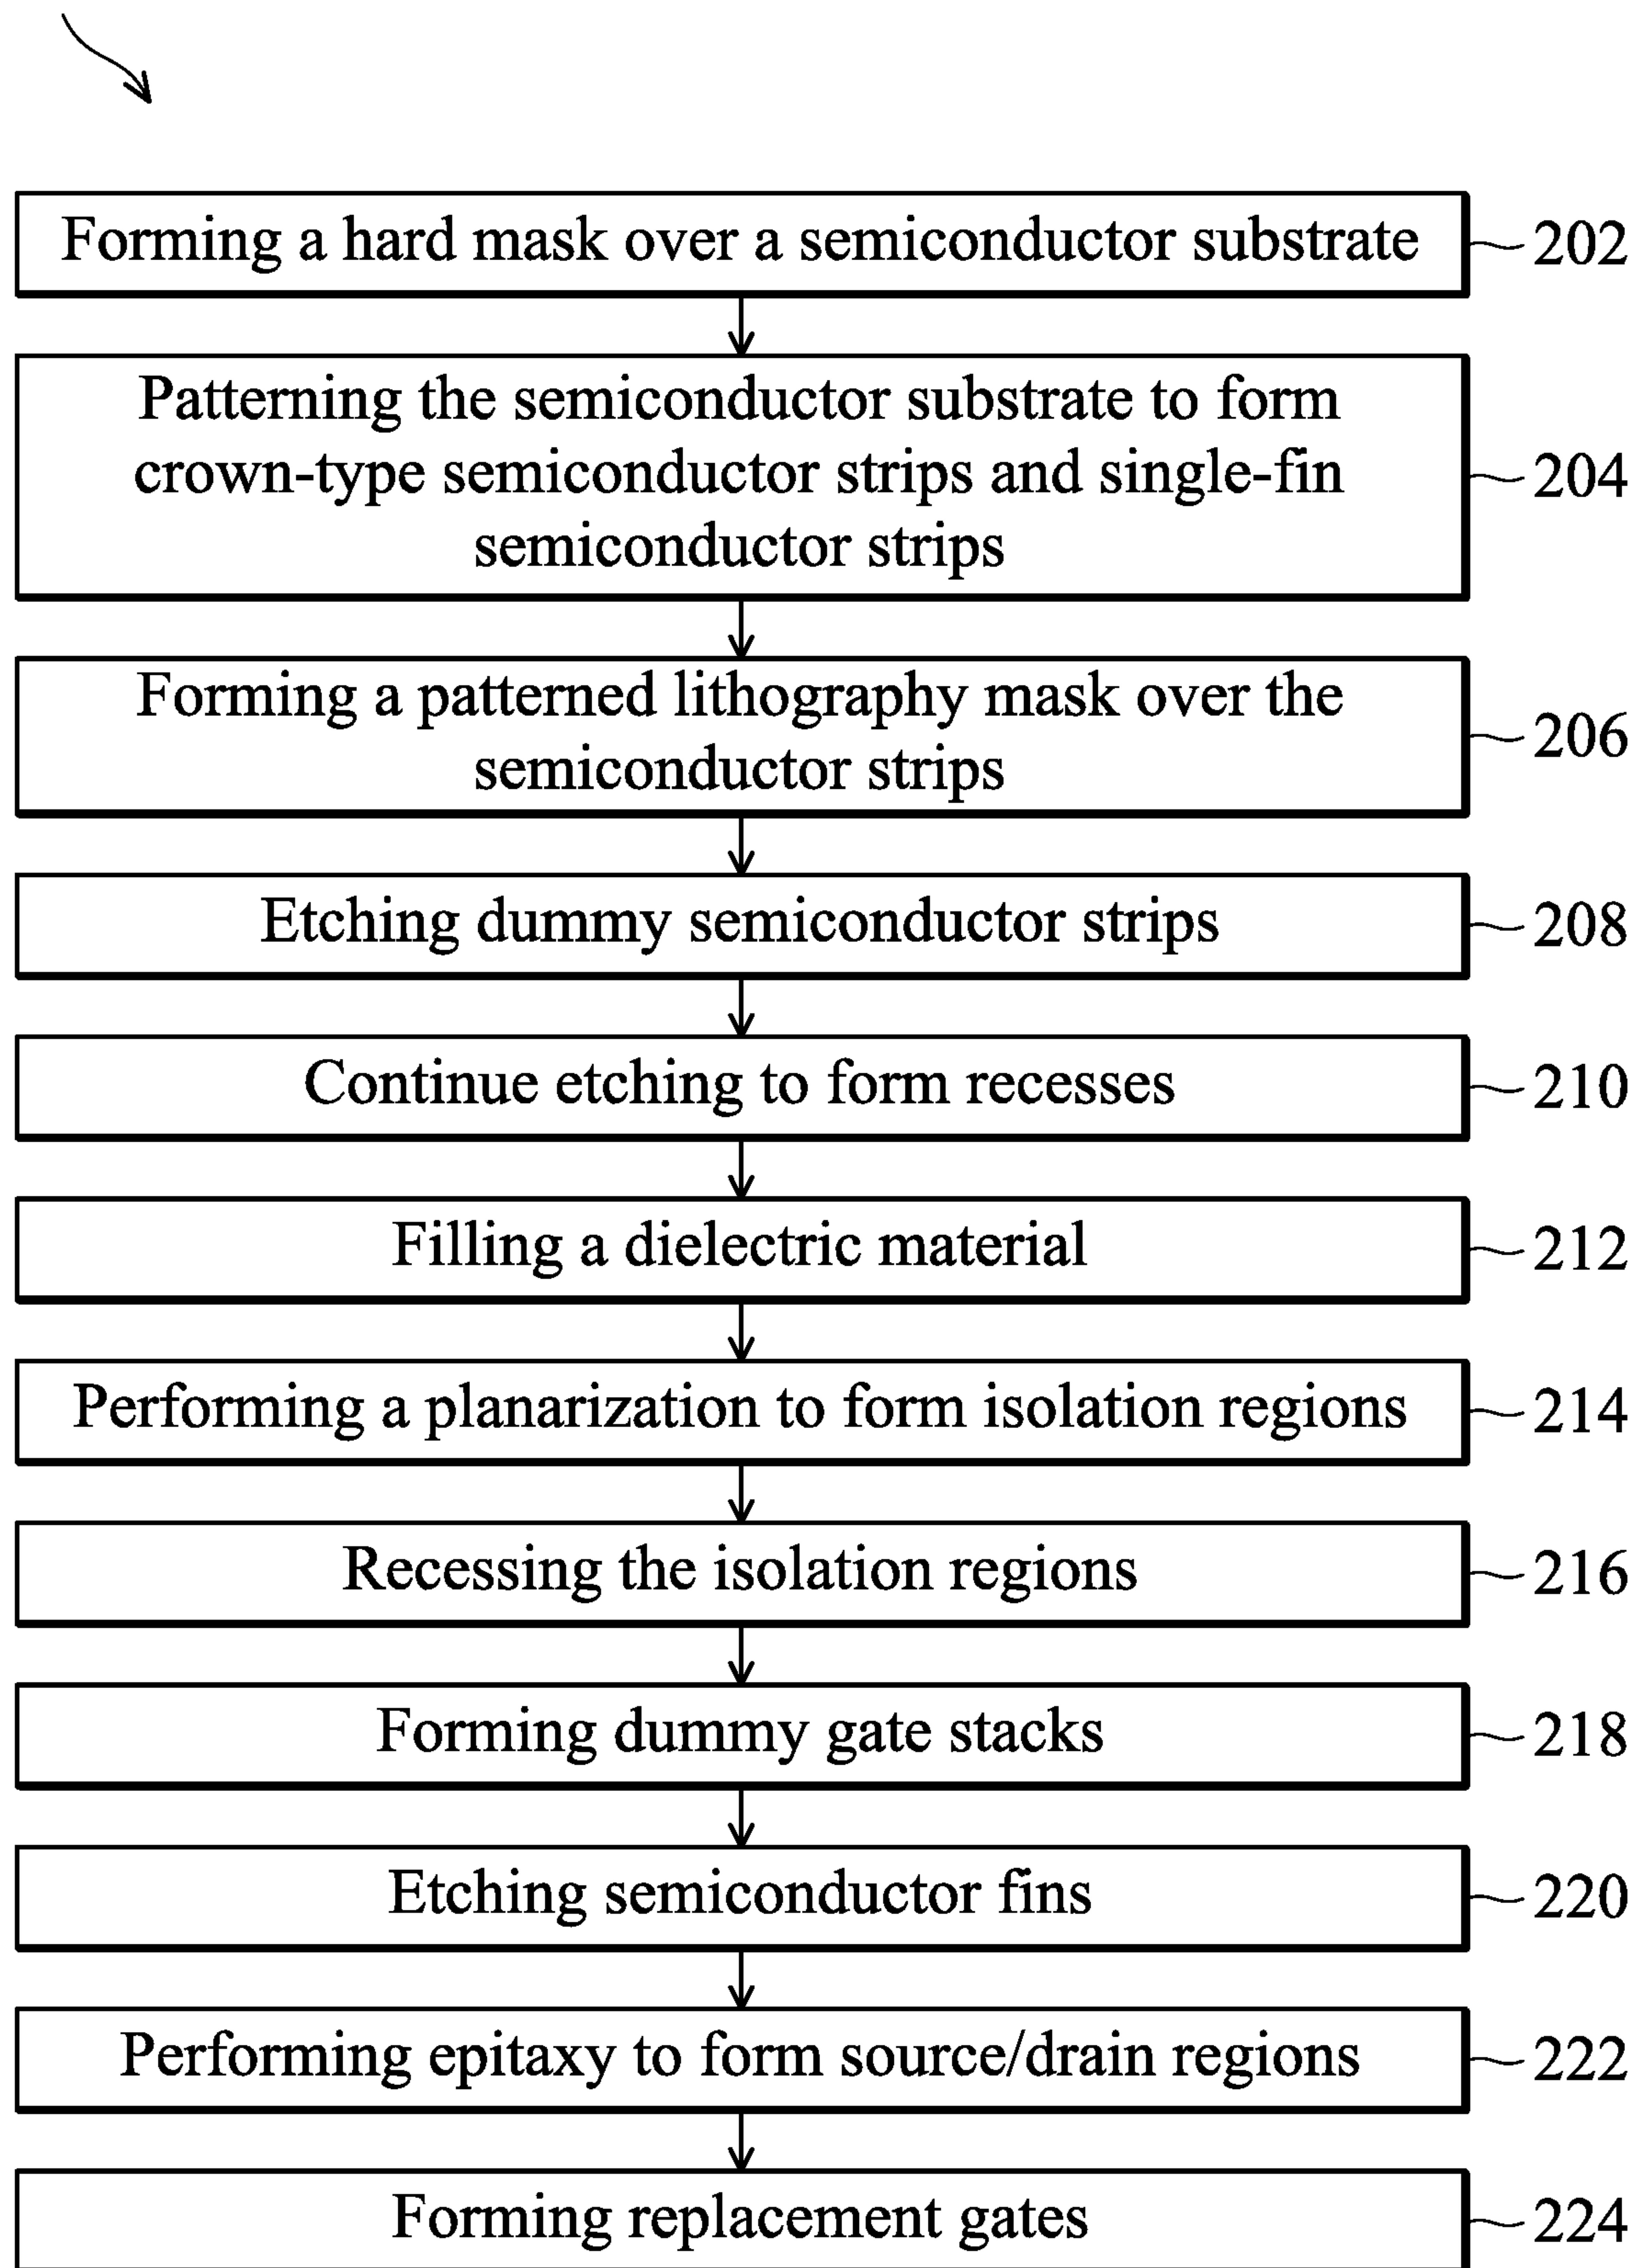 Forming a hard mask over a semiconductor substrate 202
Patterning the semiconductor substrate to form
crown-type semiconductor strips and single-fin 204
semiconductor strips
Forming a patterned lithography mask over the
semiconductor strips
206
Etching dummy semiconductor strips 208
Continue etching to form recesses 210
Filling a dielectric material 212
Performing a planarization to form isolation regions 214
Recessing the isolation regions 216
Forming dummy gate stacks 218
Etching semiconductor fins 220
Performing epitaxy to form source/drain regions 222
Forming replacement gates 224